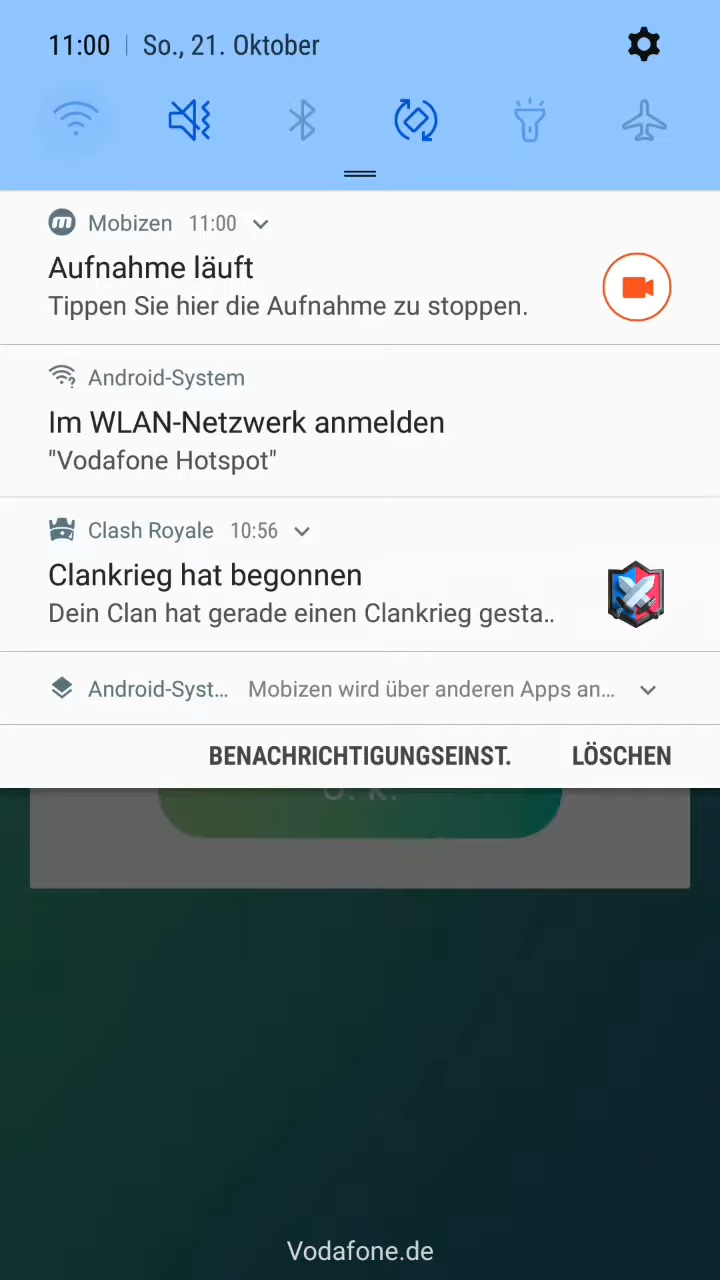 11:00 So., 21. Oktober
Mobizen 11:00
Aufnahme läuft
Tippen Sie hier die Aufnahme zu stoppen.
Android-System
Im WLAN-Netzwerk anmelden
"Vodafone Hotspot"
Clash Royale 10:56
Clankrieg hat begonnen
Dein Clan hat gerade einen Clankrieg gesta..
Android-Syst... Mobizen wird über anderen Apps an...
BENACHRICHTIGUNGSEINST. LÖSCHEN
Vodafone.de